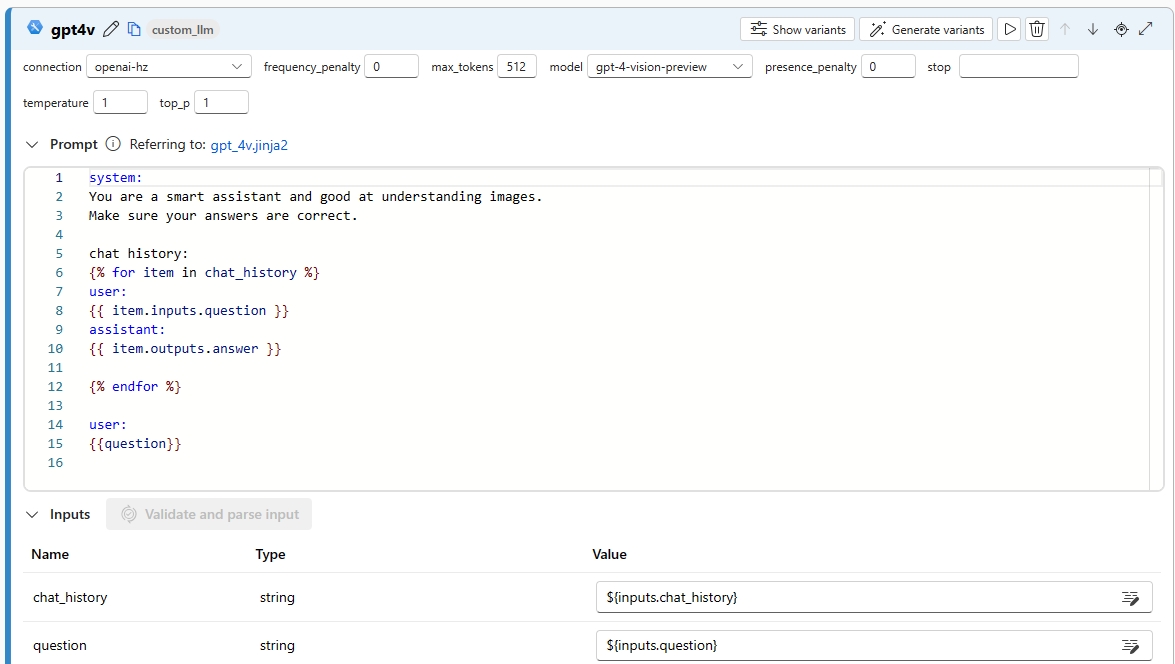 gpt4v custom_llm Show variants Generate variants
connection openai-hz frequency_penalty 0 max_tokens 512 model gpt-4-vision-preview presence_penalty 0 stop
temperature 1 top_p 1
Prompt Referring to: gpt_4v.jinja2
1 system:
2 You are a smart assistant and good at understanding images.
3 Make sure your answers are correct.
4
5 chat history:
6 {% for item in chat_history %}
7 user:
8 {{ item.inputs.question }}
9 assistant:
10 {{ item.outputs.answer }}
11
12 {% endfor %}
13
14 user:
15 {{question}}
16
Inputs Validate and parse input
Name Type Value
chat_history string ${inputs.chat_history}
question string ${inputs.question}